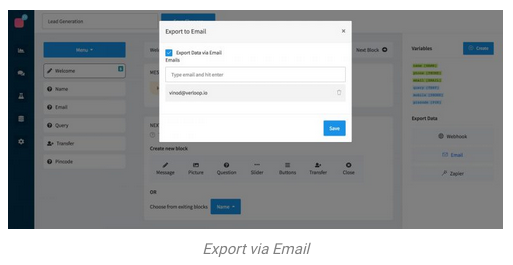 Lead Generation
Export to Email
×
Export Data via Email
Emails
Type email and hit enter
vinod@verloop.io
Save
Menu
Welcome
Name
Email
Query
Transfer
Pincode
Next Block
Create new block
Message
Picture
Question
Slider
Buttons
Transfer
Close
OR
Choose from exiting blocks
Name
Variables
Create
Export Data
Webhook
Email
Zapier
Export via Email